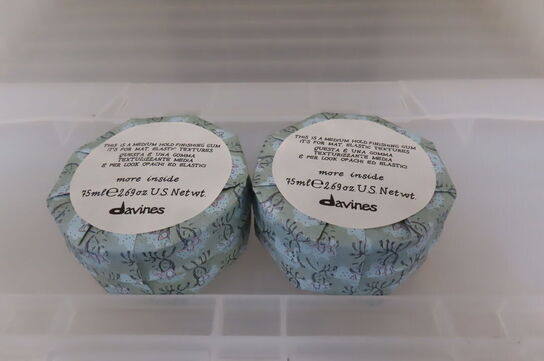 THIS IS A MEDIUM HOLD FINISHING GUM
IT'S FOR MAT, ELASTIC TEXTURES
QUESTA È UNA GOMMA
TEXTURIZZANTE MEDIA
E PER LOOK OPACHI ED ELASTICI
more inside
75ml℮2.69oz U.S. Net wt.
davines
THIS IS A MEDIUM HOLD FINISHING GUM
IT'S FOR MAT, ELASTIC TEXTURES
QUESTA È UNA GOMMA
TEXTURIZZANTE MEDIA
E PER LOOK OPACHI ED ELASTICI
more inside
75ml℮2.69oz U.S. Net wt.
davines